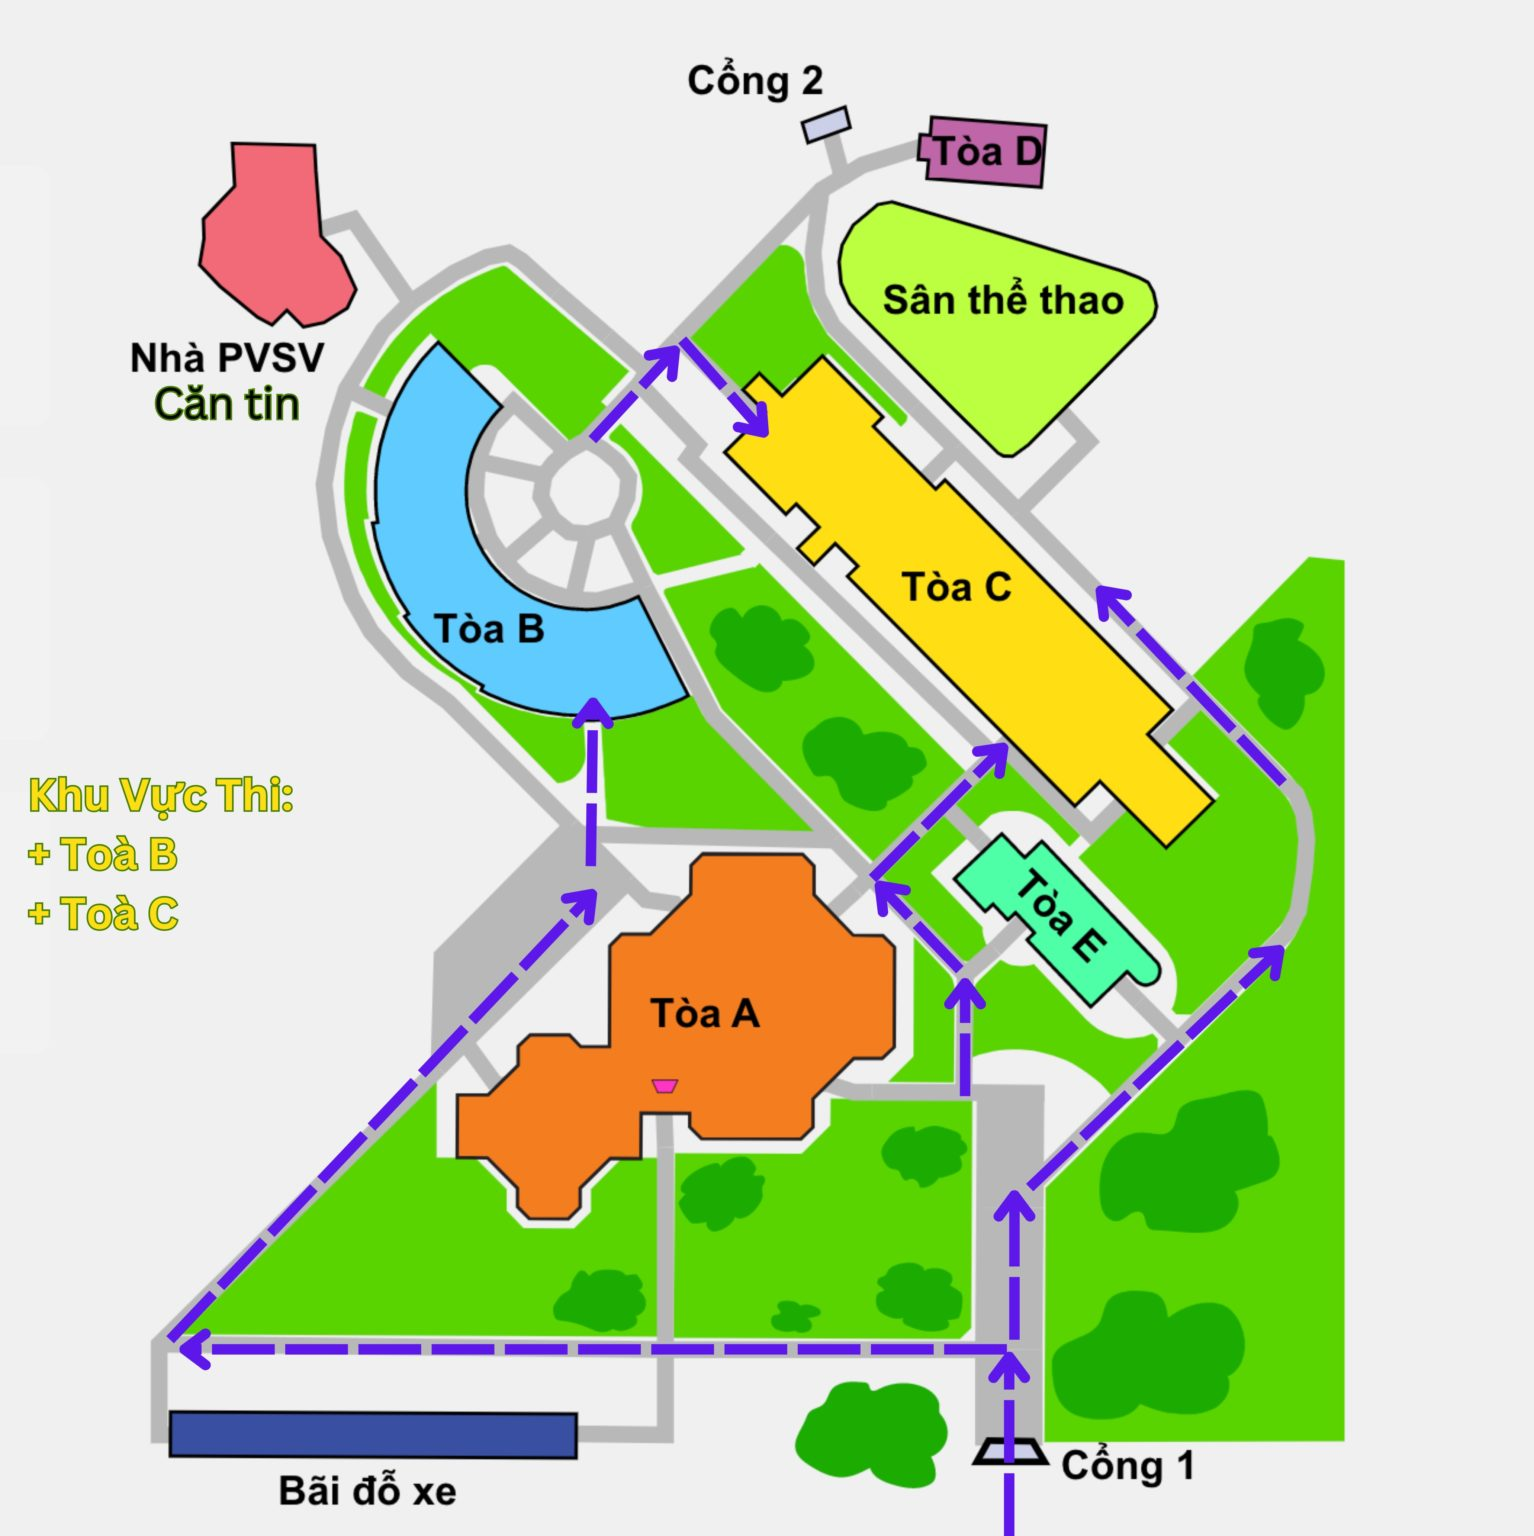 Cổng 2
Tòa D
Sân thể thao
Nhà PVSV
Căn tin
Tòa C
Tòa B
Khu Vực Thi:
+ Toà B
+ Toà C
Tòa E
Tòa A
Cổng 1
Bãi đỗ xe